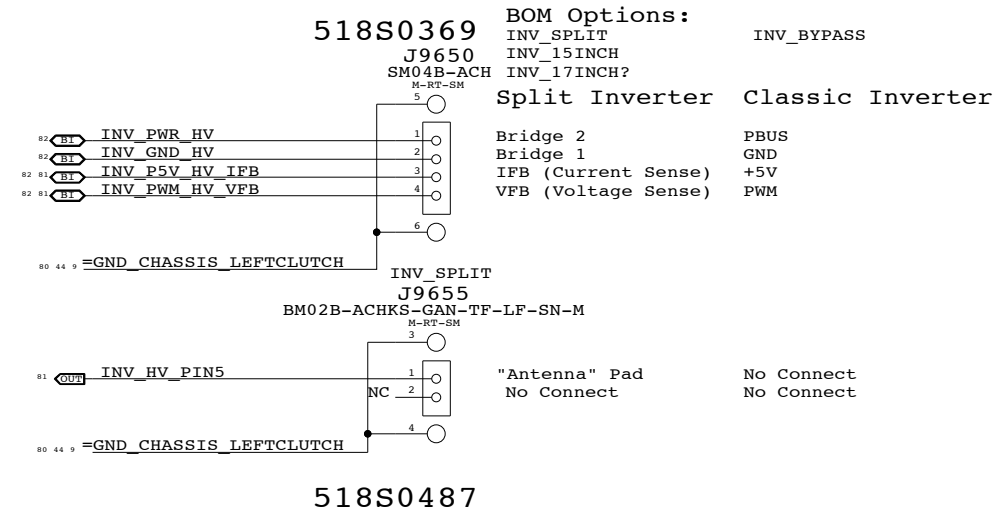 518S0369
BOM Options:
INV_SPLIT INV_BYPASS
J9650 INV_15INCH
SM04B-ACH INV_17INCH?
M-RT-SM
5 Split Inverter Classic Inverter
82 BI INV_PWR_HV 1 Bridge 2 PBUS
82 BI INV_GND_HV 2 Bridge 1 GND
82 81 BI INV_P5V_HV_IFB 3 IFB (Current Sense) +5V
82 81 BI INV_PWM_HV_VFB 4 VFB (Voltage Sense) PWM
6
80 44 9 =GND_CHASSIS_LEFTCLUTCH
INV_SPLIT
J9655
BM02B-ACHKS-GAN-TF-LF-SN-M
M-RT-SM
3
81 OUT INV_HV_PIN5 1 "Antenna" Pad No Connect
NC 2 No Connect No Connect
4
80 44 9 =GND_CHASSIS_LEFTCLUTCH
518S0487